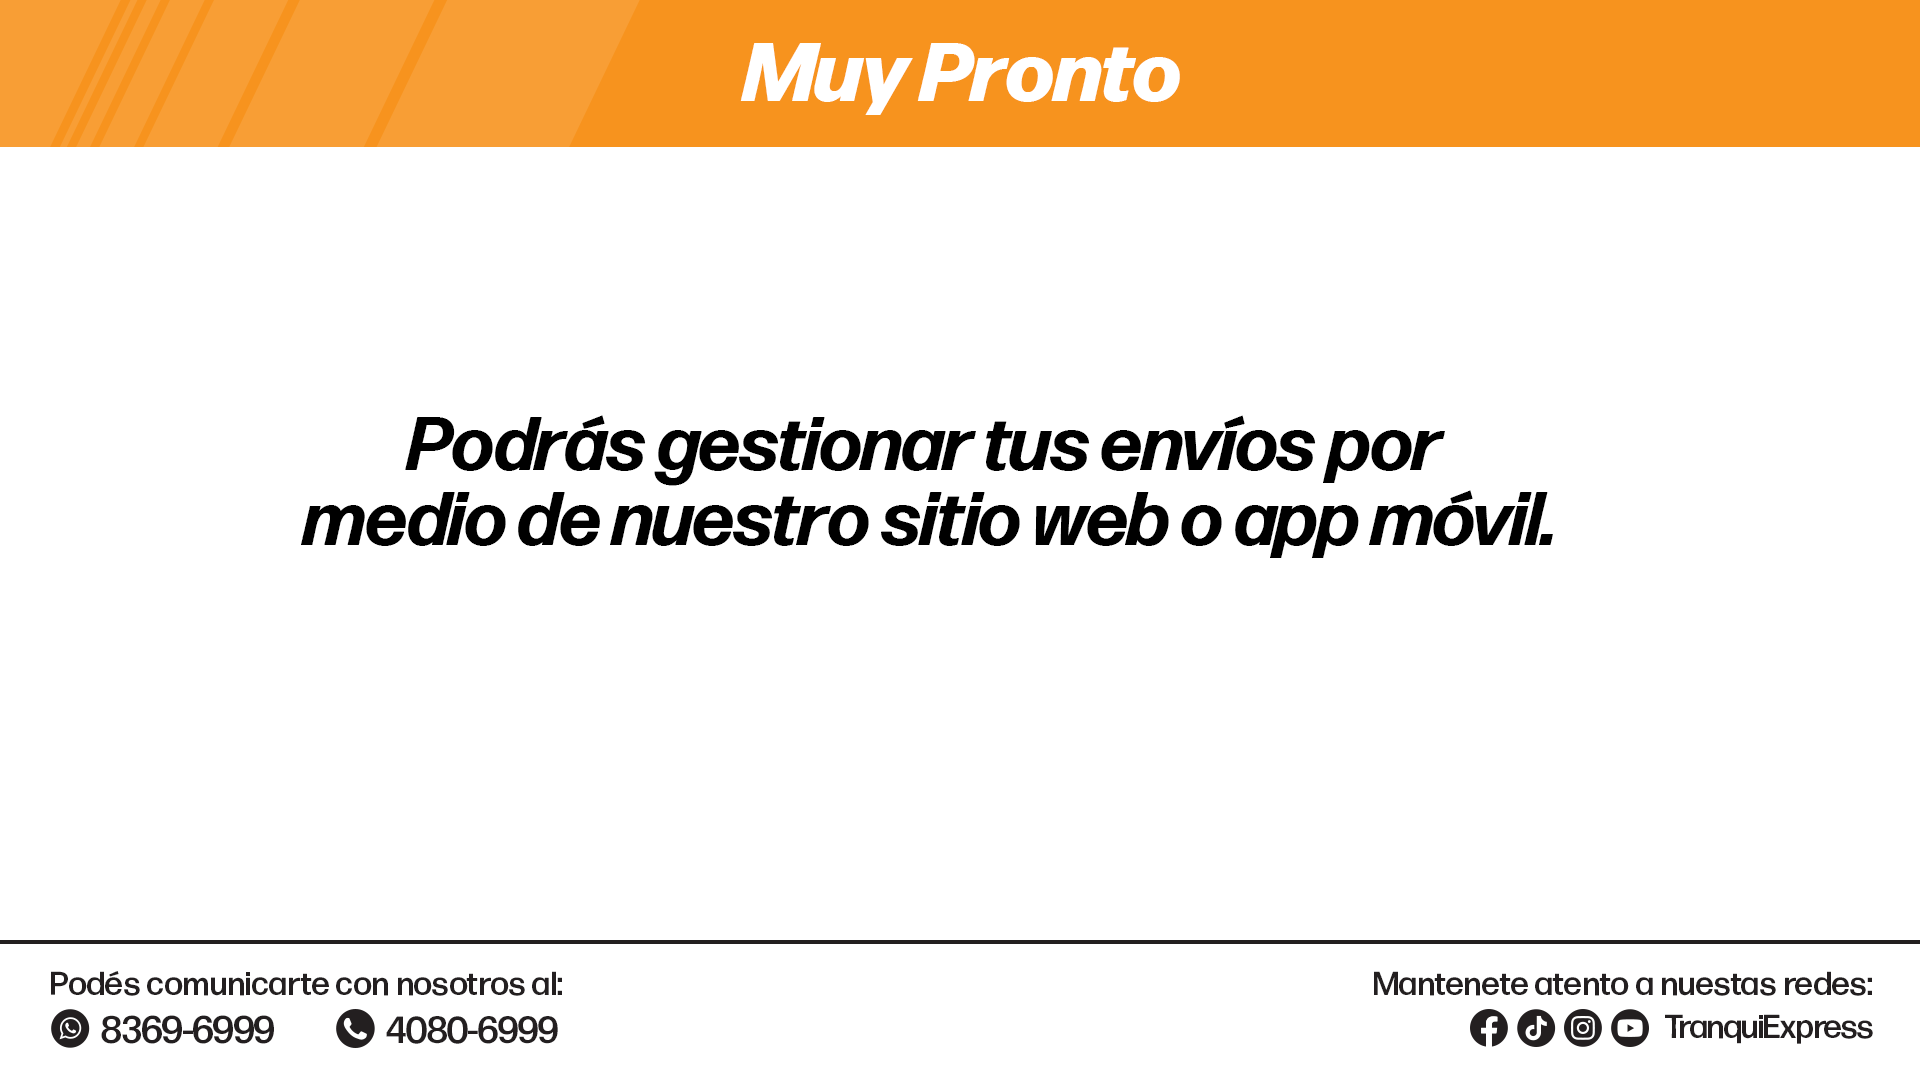 Muy Pronto
Podrás gestionar tus envíos por
medio de nuestro sitio web o app móvil.
Podés comunicarte con nosotros al:
8369-6999 4080-6999
Mantenete atento a nuestas redes:
TranquiExpress